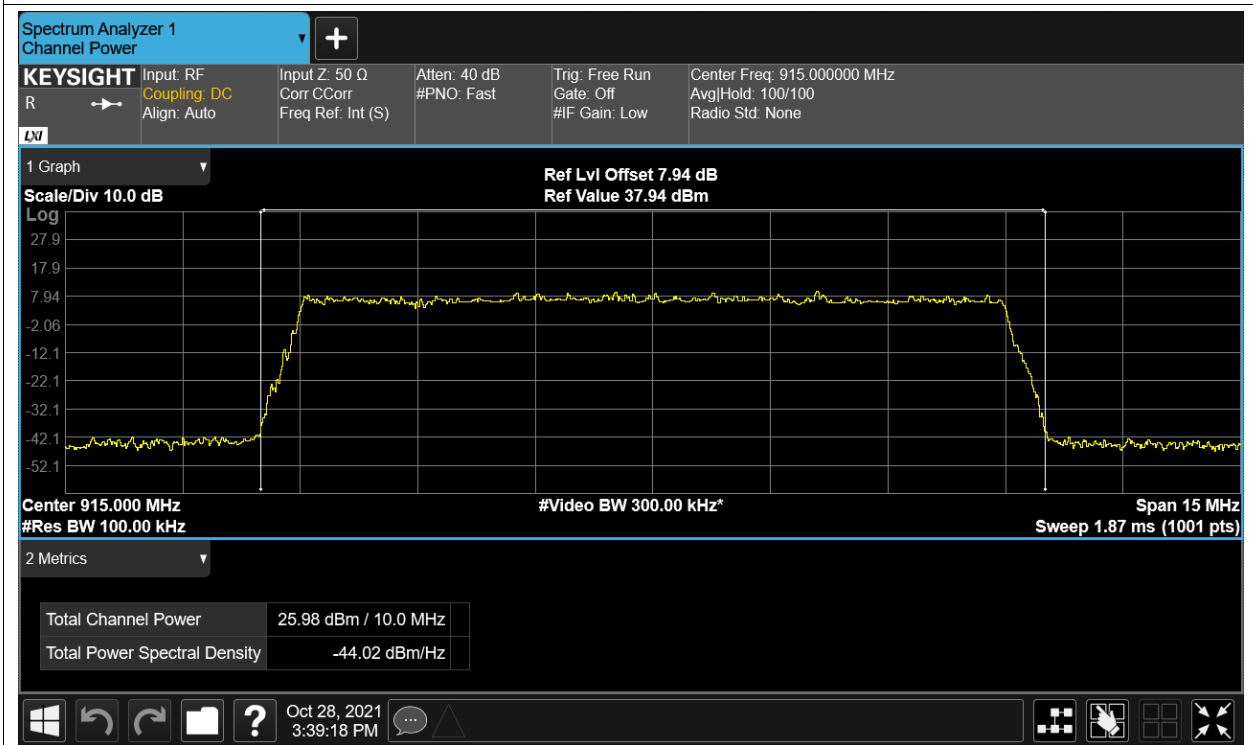 Spectrum Analyzer 1
Channel Power
KEYSIGHT Input: RF Input Z: 50 Ω Atten: 40 dB Trig: Free Run Center Freq: 915.000000 MHz
R Coupling: DC Corr CCorr #PNO: Fast Gate: Off Avg|Hold: 100/100
Align: Auto Freq Ref: Int (S) #IF Gain: Low Radio Std: None
LXI
1 Graph
Ref Lvl Offset 7.94 dB
Scale/Div 10.0 dB Ref Value 37.94 dBm
Log
27.9
17.9
7.94
-2.06
-12.1
-22.1
-32.1
-42.1
-52.1
Center 915.000 MHz #Video BW 300.00 kHz* Span 15 MHz
#Res BW 100.00 kHz Sweep 1.87 ms (1001 pts)
2 Metrics
Total Channel Power 25.98 dBm / 10.0 MHz
Total Power Spectral Density -44.02 dBm/Hz
? Oct 28, 2021
3:39:18 PM